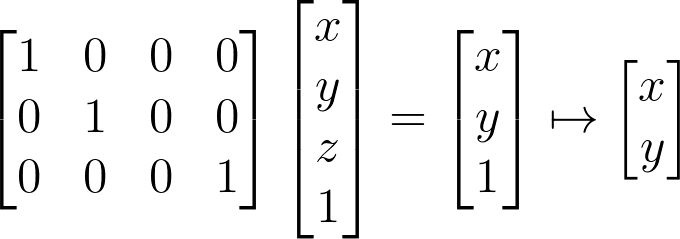 [1 0 0 0; 0 1 0 0; 0 0 0 1] [x; y; z; 1] = [x; y; 1] ↦ [x; y]